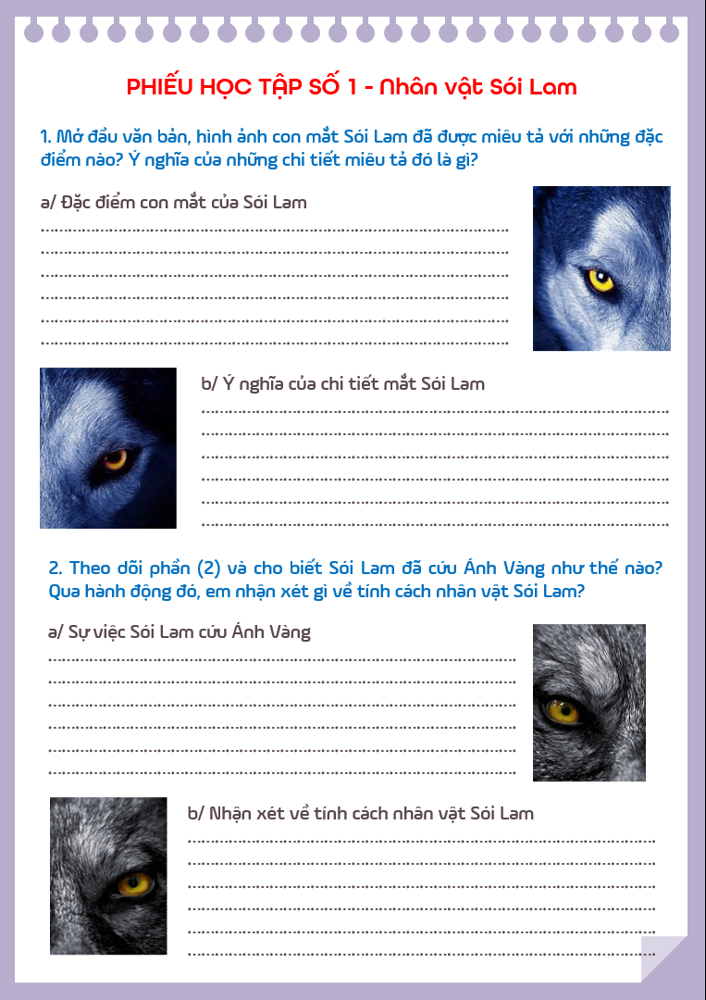 PHIẾU HỌC TẬP SỐ 1 - Nhân vật Sói Lam
1. Mở đầu văn bản, hình ảnh con mắt Sói Lam đã được miêu tả với những đặc
điểm nào? Ý nghĩa của những chi tiết miêu tả đó là gì?
a/ Đặc điểm con mắt của Sói Lam
b/ Ý nghĩa của chi tiết mắt Sói Lam
2. Theo dõi phần (2) và cho biết Sói Lam đã cứu Ánh Vàng như thế nào?
Qua hành động đó, em nhận xét gì về tính cách nhân vật Sói Lam?
a/ Sự việc Sói Lam cứu Ánh Vàng
b/ Nhận xét về tính cách nhân vật Sói Lam